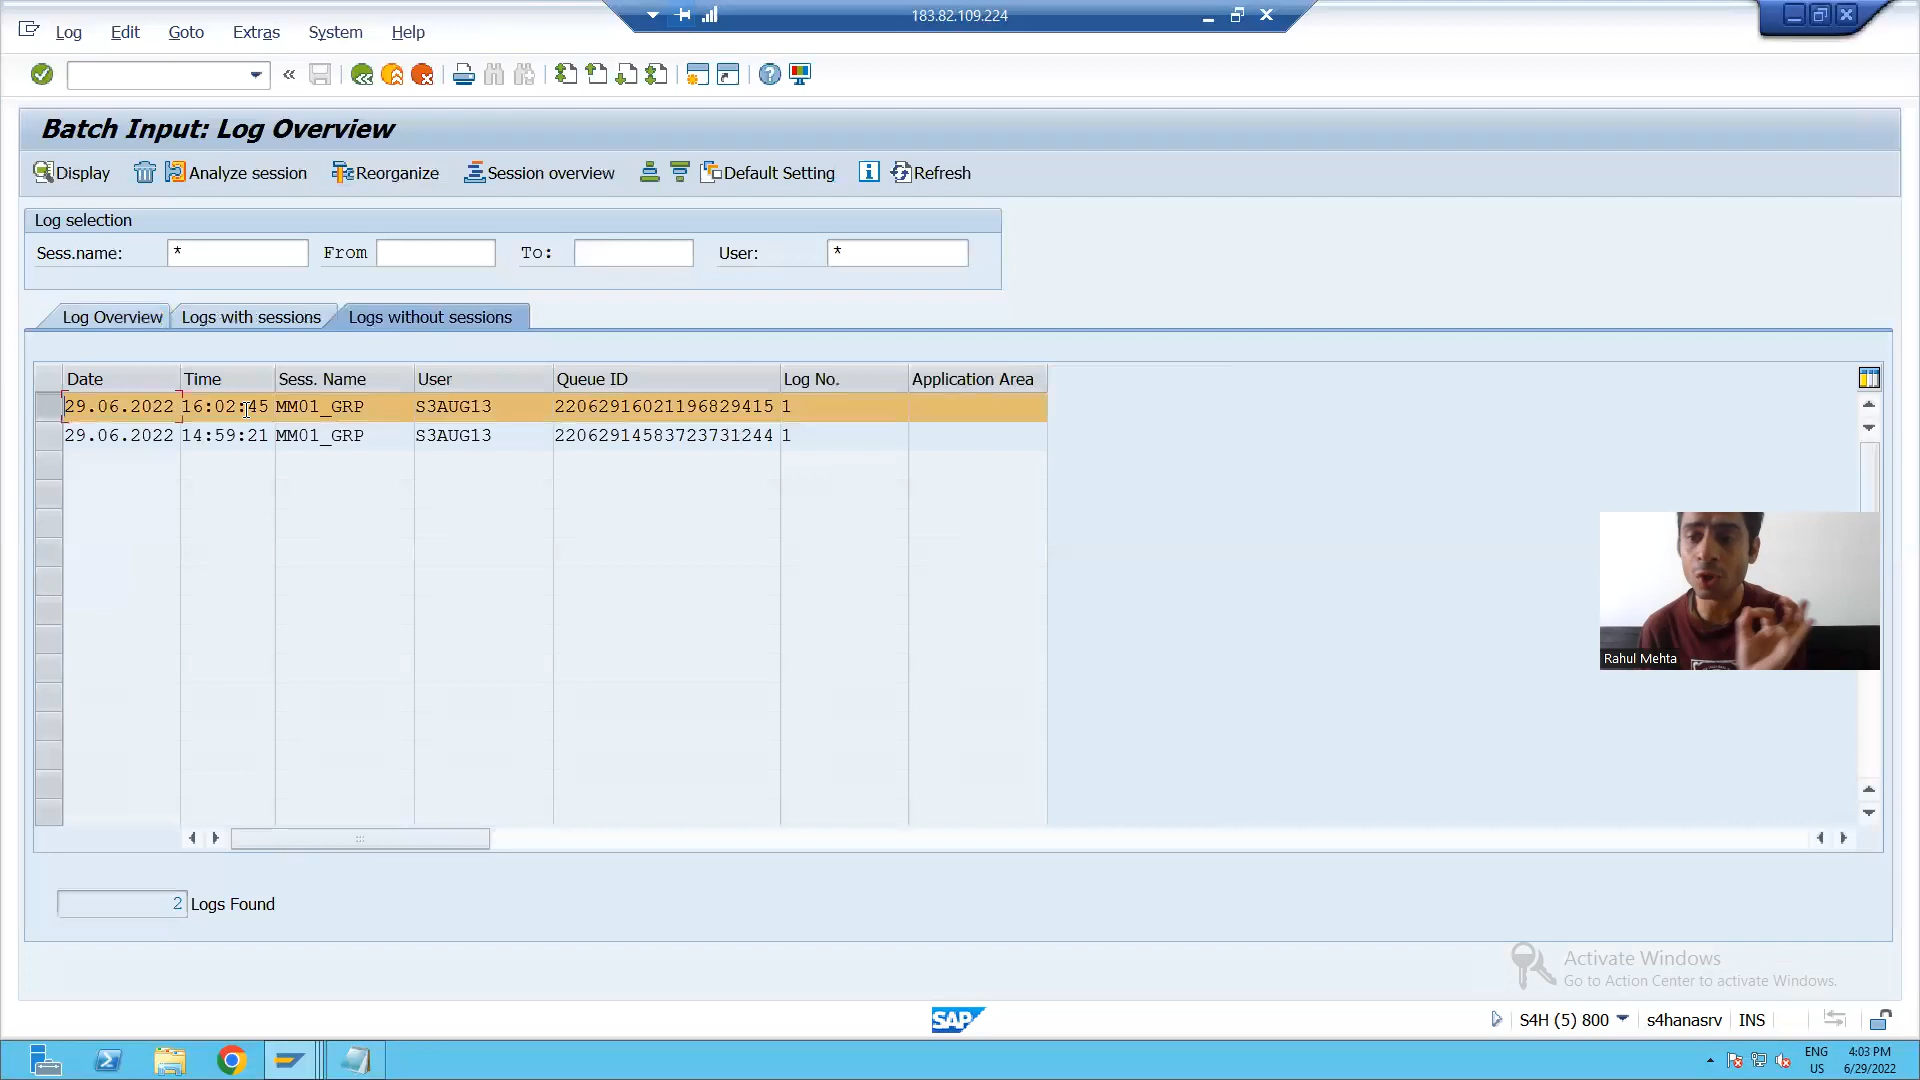 183.82.109.224
Log Edit Goto Extras System Help
Batch Input: Log Overview
Display Analyze session Reorganize Session overview Default Setting Refresh
Log selection
Sess.name: * From To: User: *
Log Overview Logs with sessions Logs without sessions
Date Time Sess. Name User Queue ID Log No. Application Area
29.06.2022 16:02:45 MM01_GRP S3AUG13 22062916021196829415 1
29.06.2022 14:59:21 MM01_GRP S3AUG13 22062914583723731244 1
Rahul Mehta
2 Logs Found
Activate Windows
Go to Action Center to activate Windows.
SAP
S4H (5) 800 s4hanasrv INS
ENG 4:03 PM
US 6/29/2022